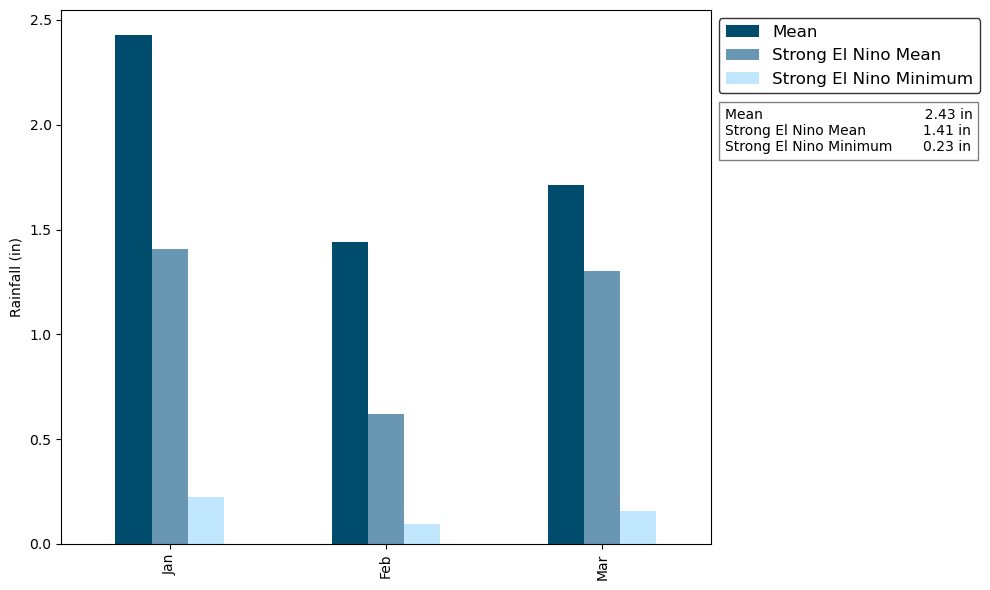 2.5
2.0
1.5
1.0
0.5
0.0
Rainfall (in)
Jan
Feb
Mar
Mean
Strong El Nino Mean
Strong El Nino Minimum
Mean 2.43 in
Strong El Nino Mean 1.41 in
Strong El Nino Minimum 0.23 in